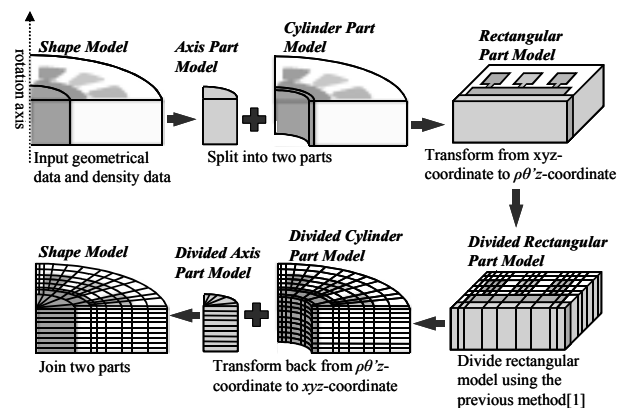 rotation axis
Shape Model
Input geometrical
data and density data
Axis Part
Model
Cylinder Part
Model
Split into two parts
Rectangular
Part Model
Transform from xyz-
coordinate to ρθ’z-coordinate
Divided Rectangular
Part Model
Divide rectangular
model using the
previous method[1]
Divided Cylinder
Part Model
Divided Axis
Part Model
Transform back from ρθ’z-
coordinate to xyz-coordinate
Shape Model
Join two parts